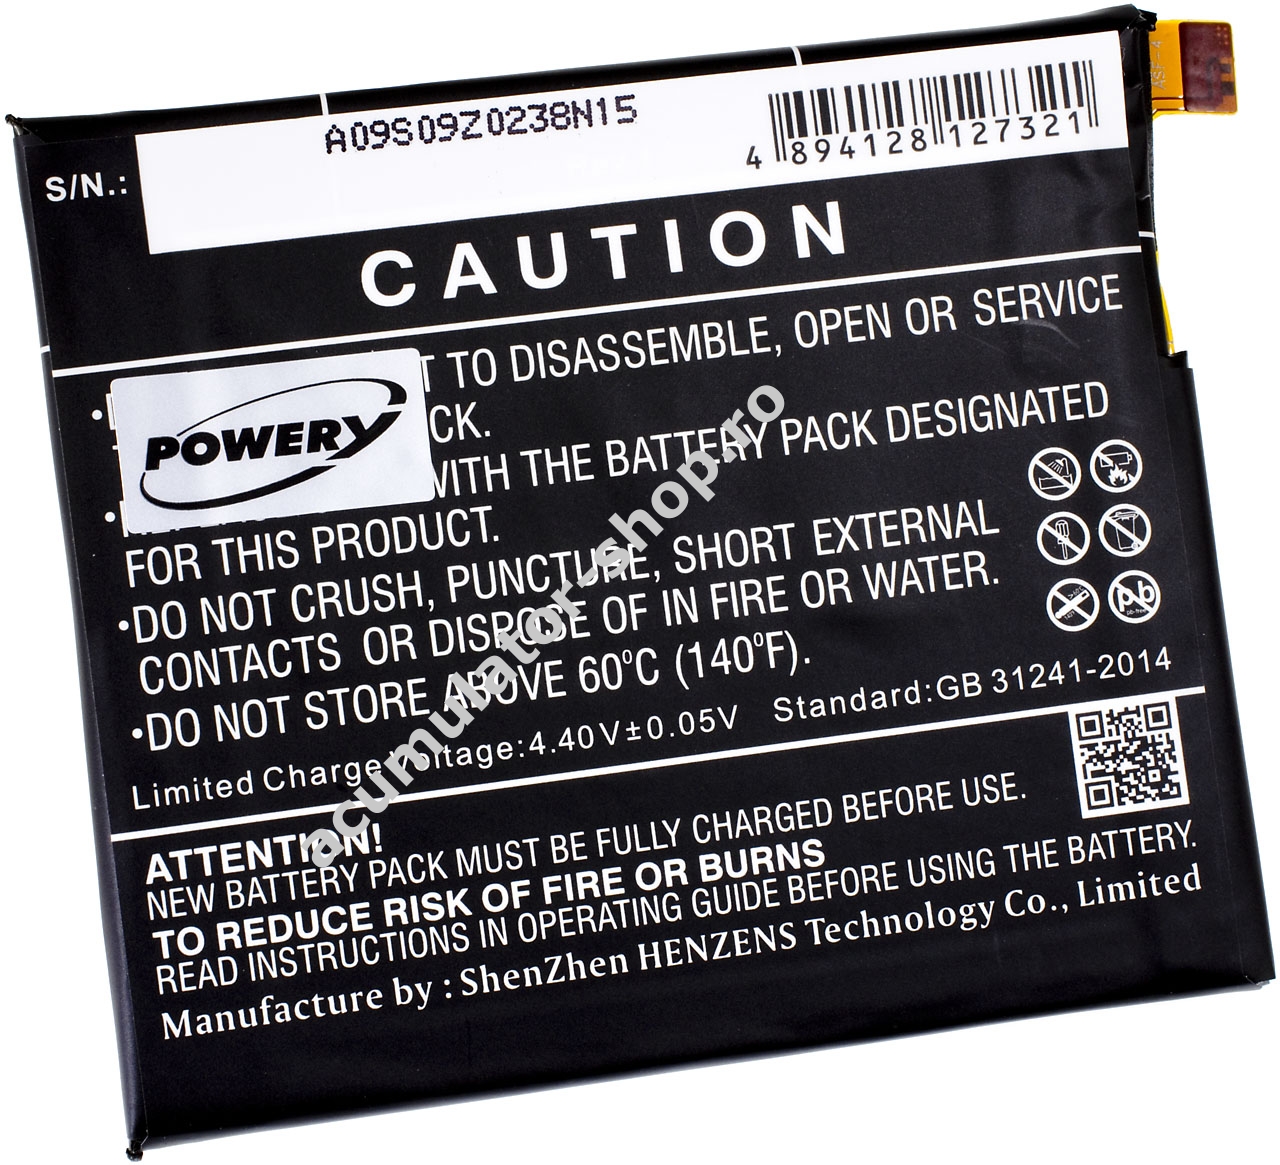 A09S09Z0238N15
4 894128 127321
S/N.:
CAUTION
T TO DISASSEMBLE, OPEN OR SERVICE
CK.
POWERY
WITH THE BATTERY PACK DESIGNATED
FOR THIS PRODUCT.
•DO NOT CRUSH, PUNCTURE, SHORT EXTERNAL
CONTACTS OR DISPOSE OF IN FIRE OR WATER.
•DO NOT STORE ABOVE 60°C (140°F).
pb
pb-free
Limited Charge Voltage:4.40V±0.05V Standard:GB 31241-2014
ATTENTION!
NEW BATTERY PACK MUST BE FULLY CHARGED BEFORE USE.
TO REDUCE RISK OF FIRE OR BURNS
READ INSTRUCTIONS IN OPERATING GUIDE BEFORE USING THE BATTERY.
Manufacture by : ShenZhen HENZENS Technology Co., Limited
acumulator-shop.ro